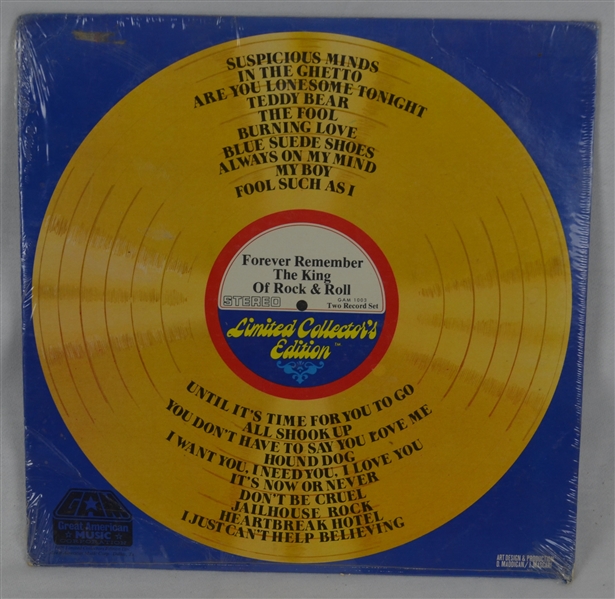 SUSPICIOUS MINDS
IN THE GHETTO
ARE YOU LONESOME TONIGHT
TEDDY BEAR
THE FOOL
BURNING LOVE
BLUE SUEDE SHOES
ALWAYS ON MY MIND
MY BOY
FOOL SUCH AS I
Forever Remember
The King
Of Rock & Roll
STEREO
GAM 1005
Two Record Set
Limited Collector's
Edition™
UNTIL IT'S TIME FOR YOU TO GO
ALL SHOOK UP
YOU DON'T HAVE TO SAY YOU LOVE ME
HOUND DOG
I WANT YOU, I NEED YOU, I LOVE YOU
IT'S NOW OR NEVER
DON'T BE CRUEL
JAILHOUSE ROCK
HEARTBREAK HOTEL
I JUST CAN'T HELP BELIEVING
Great American
MUSIC
ART DESIGN & PRODUCTION
D. MADDIGAN/